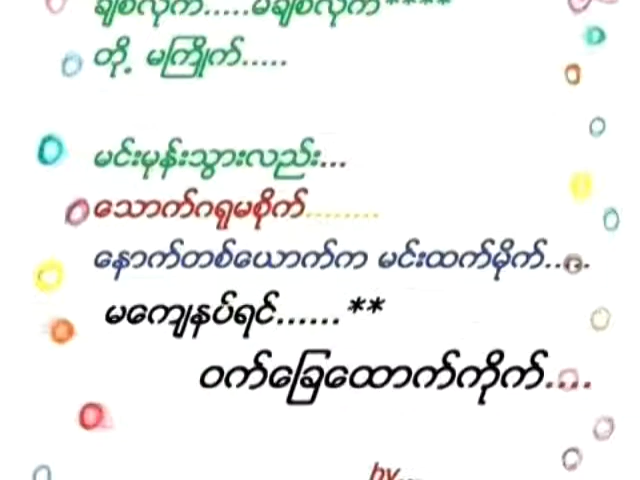 ချစ်လိုက်.....မချစ်လိုက်****
တို့ မကြိုက်.....
မင်းမုန်းသွားလည်း...
သောက်ဂရုမစိုက်........
နောက်တစ်ယောက်က မင်းထက်မိုက်.....
မကျေနပ်ရင်......**
ဝက်ခြေထောက်ကိုက်....
by...